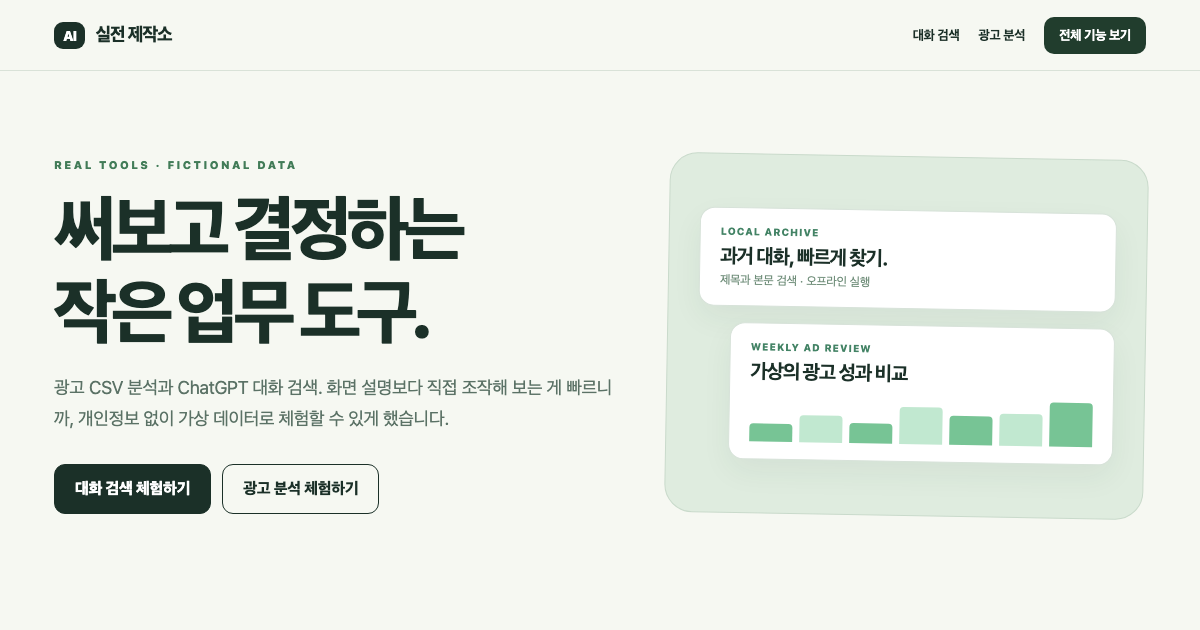 AI 실전 제작소
대화 검색 광고 분석 전체 기능 보기
REAL TOOLS · FICTIONAL DATA
써보고 결정하는
작은 업무 도구.
광고 CSV 분석과 ChatGPT 대화 검색. 화면 설명보다 직접 조작해 보는 게 빠르니
까, 개인정보 없이 가상 데이터로 체험할 수 있게 했습니다.
대화 검색 체험하기 광고 분석 체험하기
LOCAL ARCHIVE
과거 대화, 빠르게 찾기.
제목과 본문 검색 · 오프라인 실행
WEEKLY AD REVIEW
가상의 광고 성과 비교